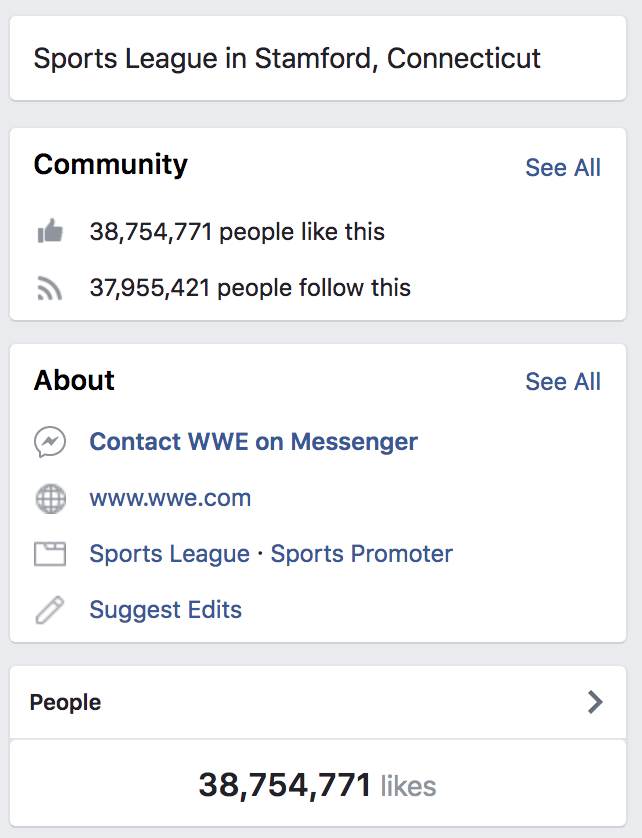 Sports League in Stamford, Connecticut
Community
See All
38,754,771 people like this
37,955,421 people follow this
About
See All
Contact WWE on Messenger
www.wwe.com
Sports League · Sports Promoter
Suggest Edits
People
38,754,771 likes